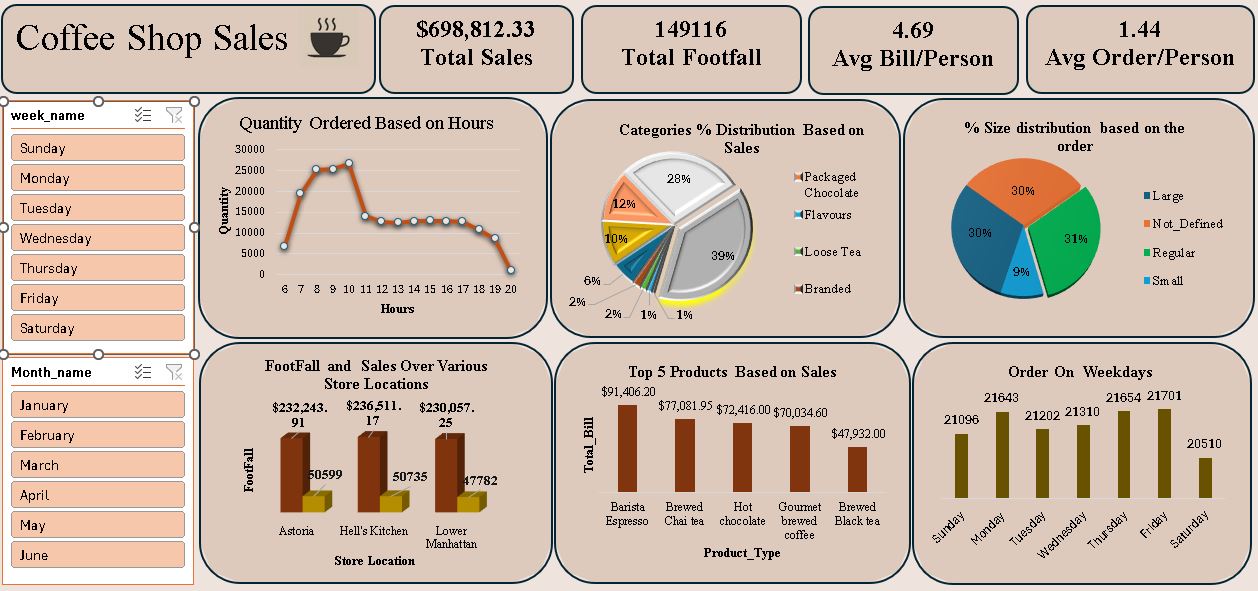 Coffee Shop Sales
$698,812.33
Total Sales
149116
Total Footfall
4.69
Avg Bill/Person
1.44
Avg Order/Person
week_name
Sunday
Monday
Tuesday
Wednesday
Thursday
Friday
Saturday
Month_name
January
February
March
April
May
June
Quantity Ordered Based on Hours
Quantity
30000
25000
20000
15000
10000
5000
0
6 7 8 9 10 11 12 13 14 15 16 17 18 19 20
Hours
Categories % Distribution Based on
Sales
28%
12%
10%
39%
6%
2%
2%
1%
1%
Packaged
Chocolate
Flavours
Loose Tea
Branded
% Size distribution based on the
order
30%
30%
31%
9%
Large
Not_Defined
Regular
Small
FootFall and Sales Over Various
Store Locations
FootFall
$232,243.
91
$236,511.
17
$230,057.
25
50599
50735
47782
Astoria
Hell's Kitchen
Lower
Manhattan
Store Location
Top 5 Products Based on Sales
Total_Bill
$91,406.20
$77,081.95
$72,416.00
$70,034.60
$47,932.00
Barista
Espresso
Brewed
Chai tea
Hot
chocolate
Gourmet
brewed
coffee
Brewed
Black tea
Product_Type
Order On Weekdays
21096
21643
21202
21310
21654
21701
20510
Sunday
Monday
Tuesday
Wednesday
Thursday
Friday
Saturday